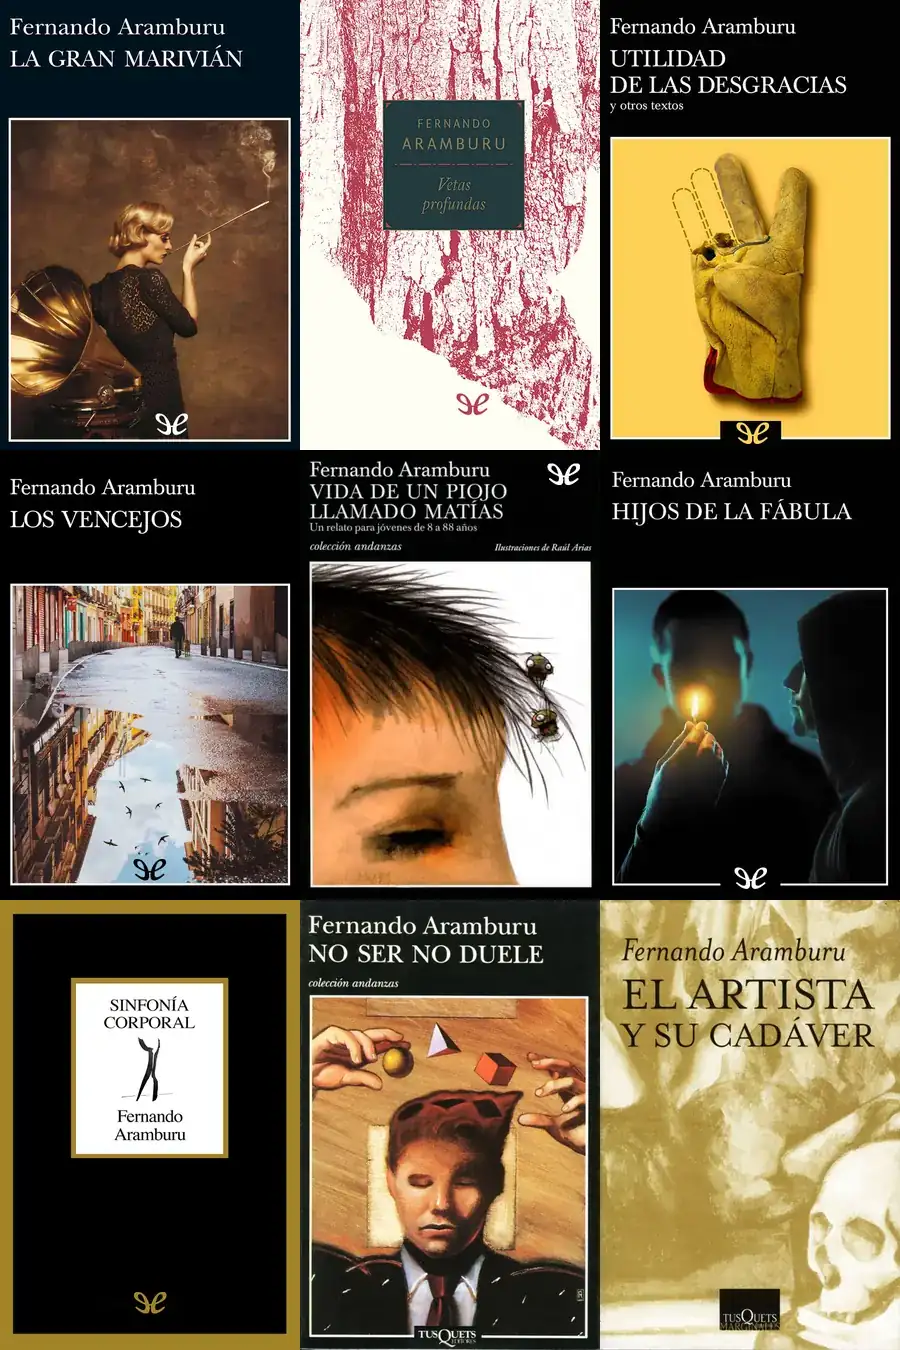 Fernando Aramburu
LA GRAN MARIVIÁN
FERNANDO
ARAMBURU
Vetas
profundas
Fernando Aramburu
UTILIDAD
DE LAS DESGRACIAS
y otros textos
Fernando Aramburu
LOS VENCEJOS
Fernando Aramburu
VIDA DE UN PIOJO
LLAMADO MATÍAS
Un relato para jóvenes de 8 a 88 años
colección andanzas
Ilustraciones de Raúl Arias
Fernando Aramburu
HIJOS DE LA FÁBULA
SINFONÍA
CORPORAL
Fernando
Aramburu
Fernando Aramburu
NO SER NO DUELE
colección andanzas
TUSQUETS
EDITORES
Fernando Aramburu
EL ARTISTA
Y SU CADÁVER
TUSQUETS
MARGINALES